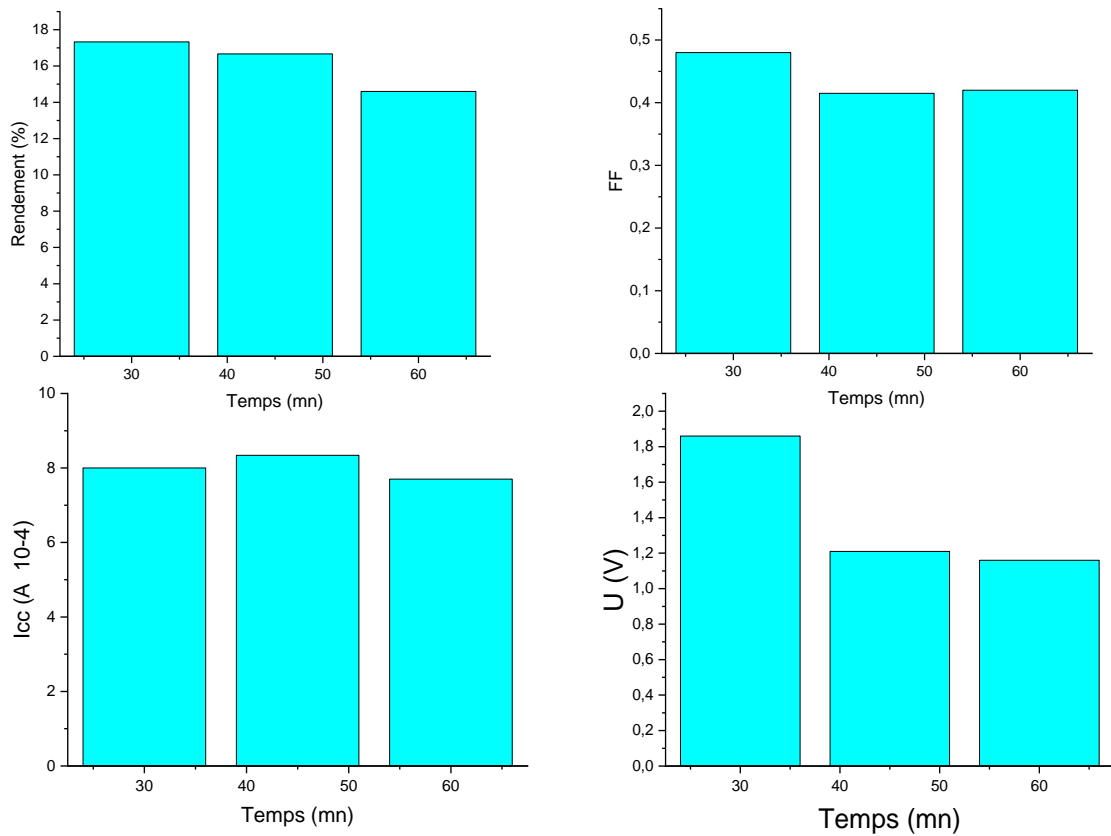 18
16
14
12
10
8
6
4
2
0
Rendement (%)
30 40 50 60
Temps (mn)
0,5
0,4
0,3
0,2
0,1
0,0
FF
30 40 50 60
Temps (mn)
10
8
6
4
2
0
Icc (A 10-4)
30 40 50 60
Temps (mn)
2,0
1,8
1,6
1,4
1,2
1,0
0,8
0,6
0,4
0,2
0,0
U (V)
30 40 50 60
Temps (mn)